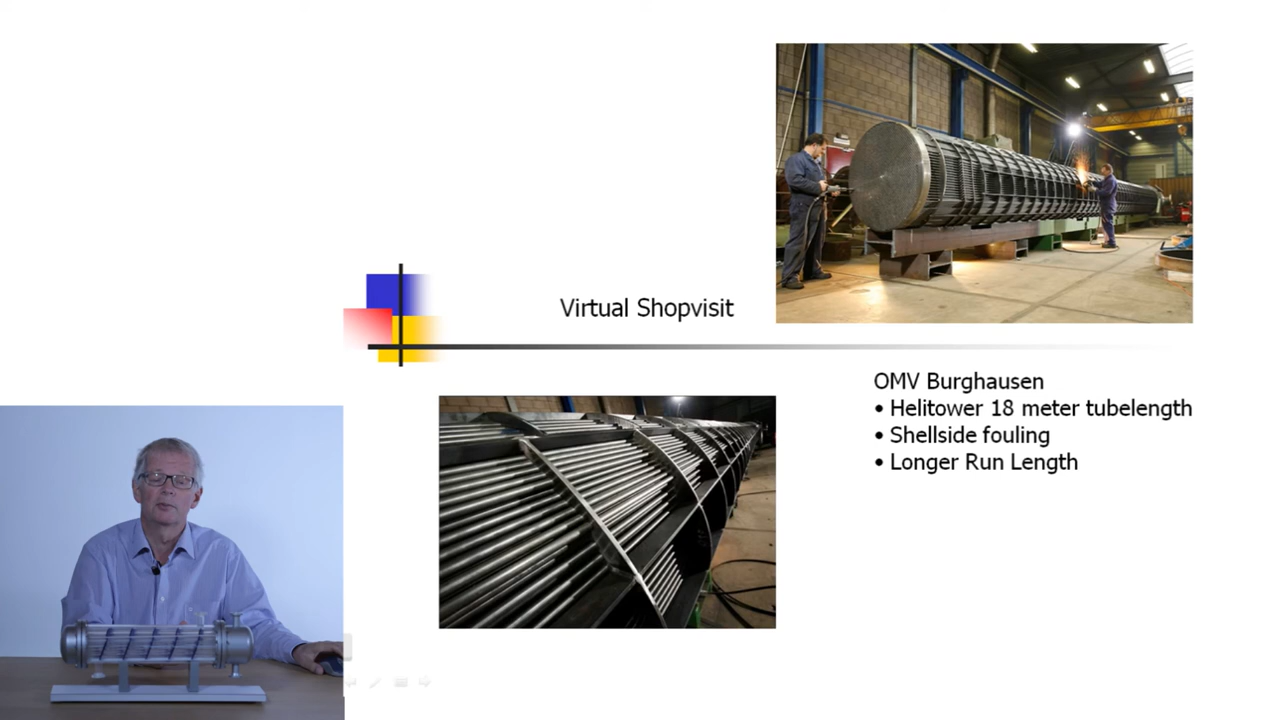 Virtual Shopvisit
OMV Burghausen
• Helitower 18 meter tubelength
• Shellside fouling
• Longer Run Length